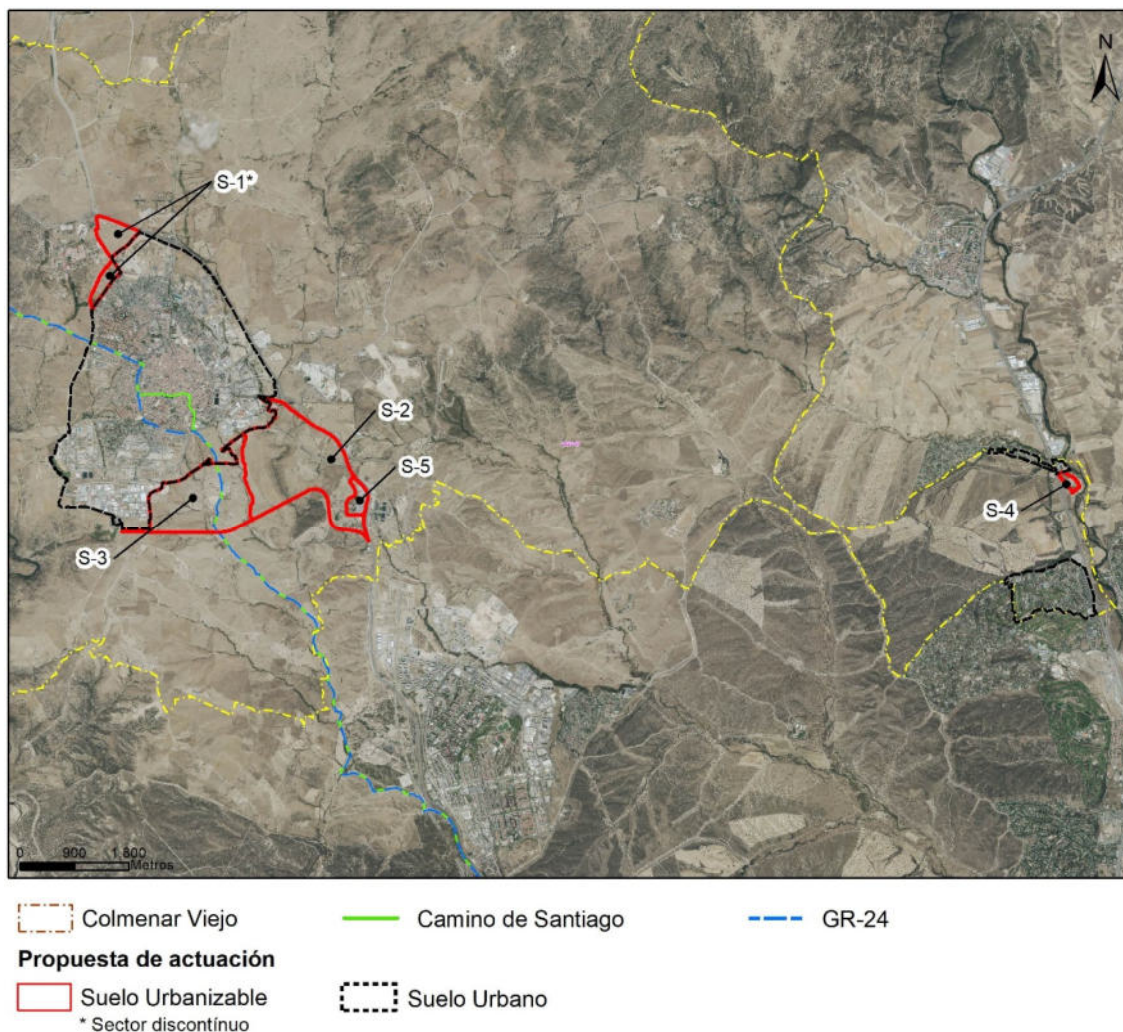 N
S-1*
S-2
S-5
S-4
S-3
0 900 1.800
Metros
Colmenar Viejo Camino de Santiago GR-24
Propuesta de actuación
Suelo Urbanizable Suelo Urbano
* Sector discontínuo